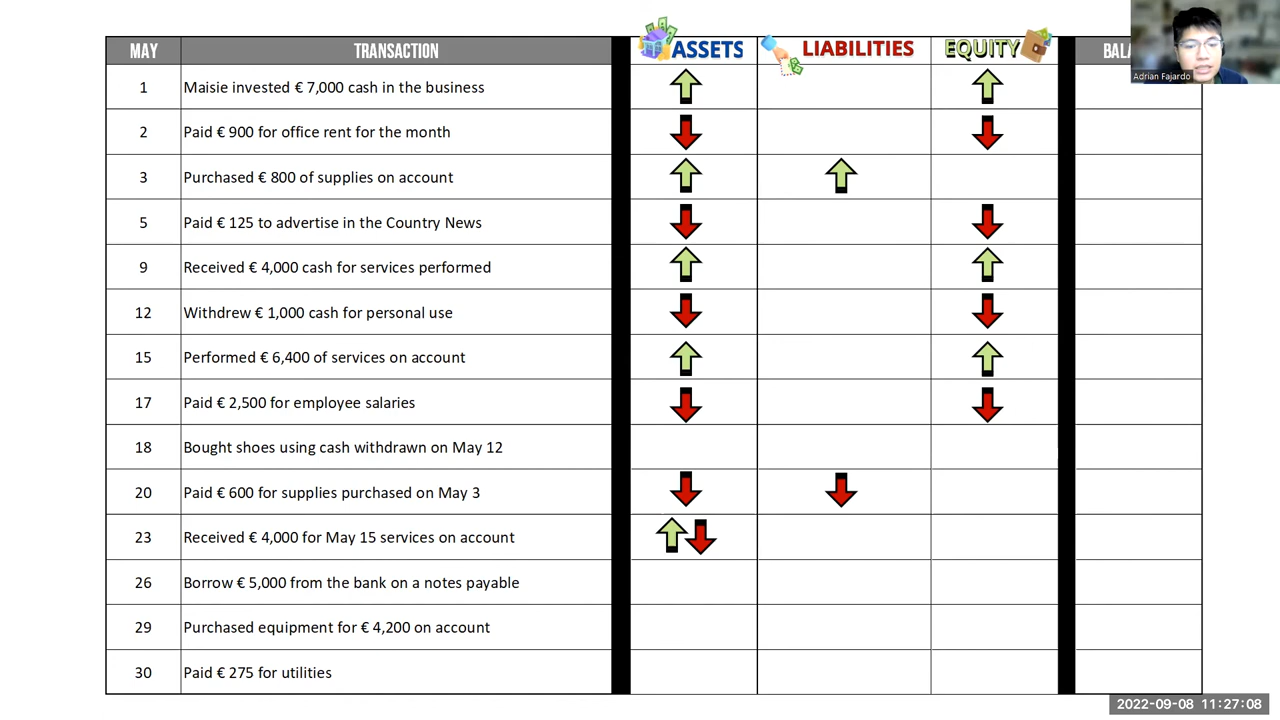 MAY TRANSACTION ASSETS LIABILITIES EQUITY BALA
Adrian Fajardo
1 Maisie invested € 7,000 cash in the business
2 Paid € 900 for office rent for the month
3 Purchased € 800 of supplies on account
5 Paid € 125 to advertise in the Country News
9 Received € 4,000 cash for services performed
12 Withdrew € 1,000 cash for personal use
15 Performed € 6,400 of services on account
17 Paid € 2,500 for employee salaries
18 Bought shoes using cash withdrawn on May 12
20 Paid € 600 for supplies purchased on May 3
23 Received € 4,000 for May 15 services on account
26 Borrow € 5,000 from the bank on a notes payable
29 Purchased equipment for € 4,200 on account
30 Paid € 275 for utilities
2022-09-08 11:27:08